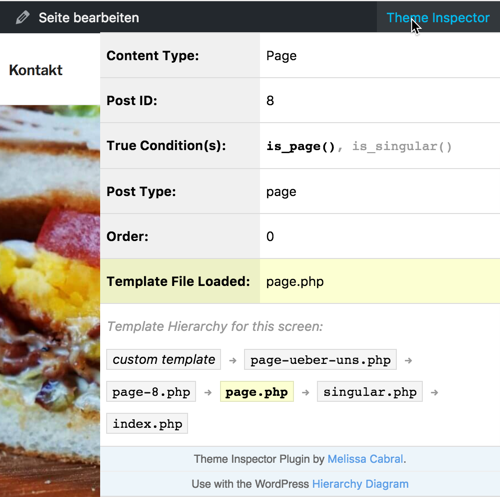 Seite bearbeiten Theme Inspector
Kontakt
Content Type: Page
Post ID: 8
True Condition(s): is_page(), is_singular()
Post Type: page
Order: 0
Template File Loaded: page.php
Template Hierarchy for this screen:
custom template → page-ueber-uns.php →
page-8.php → page.php → singular.php →
index.php
Theme Inspector Plugin by Melissa Cabral.
Use with the WordPress Hierarchy Diagram